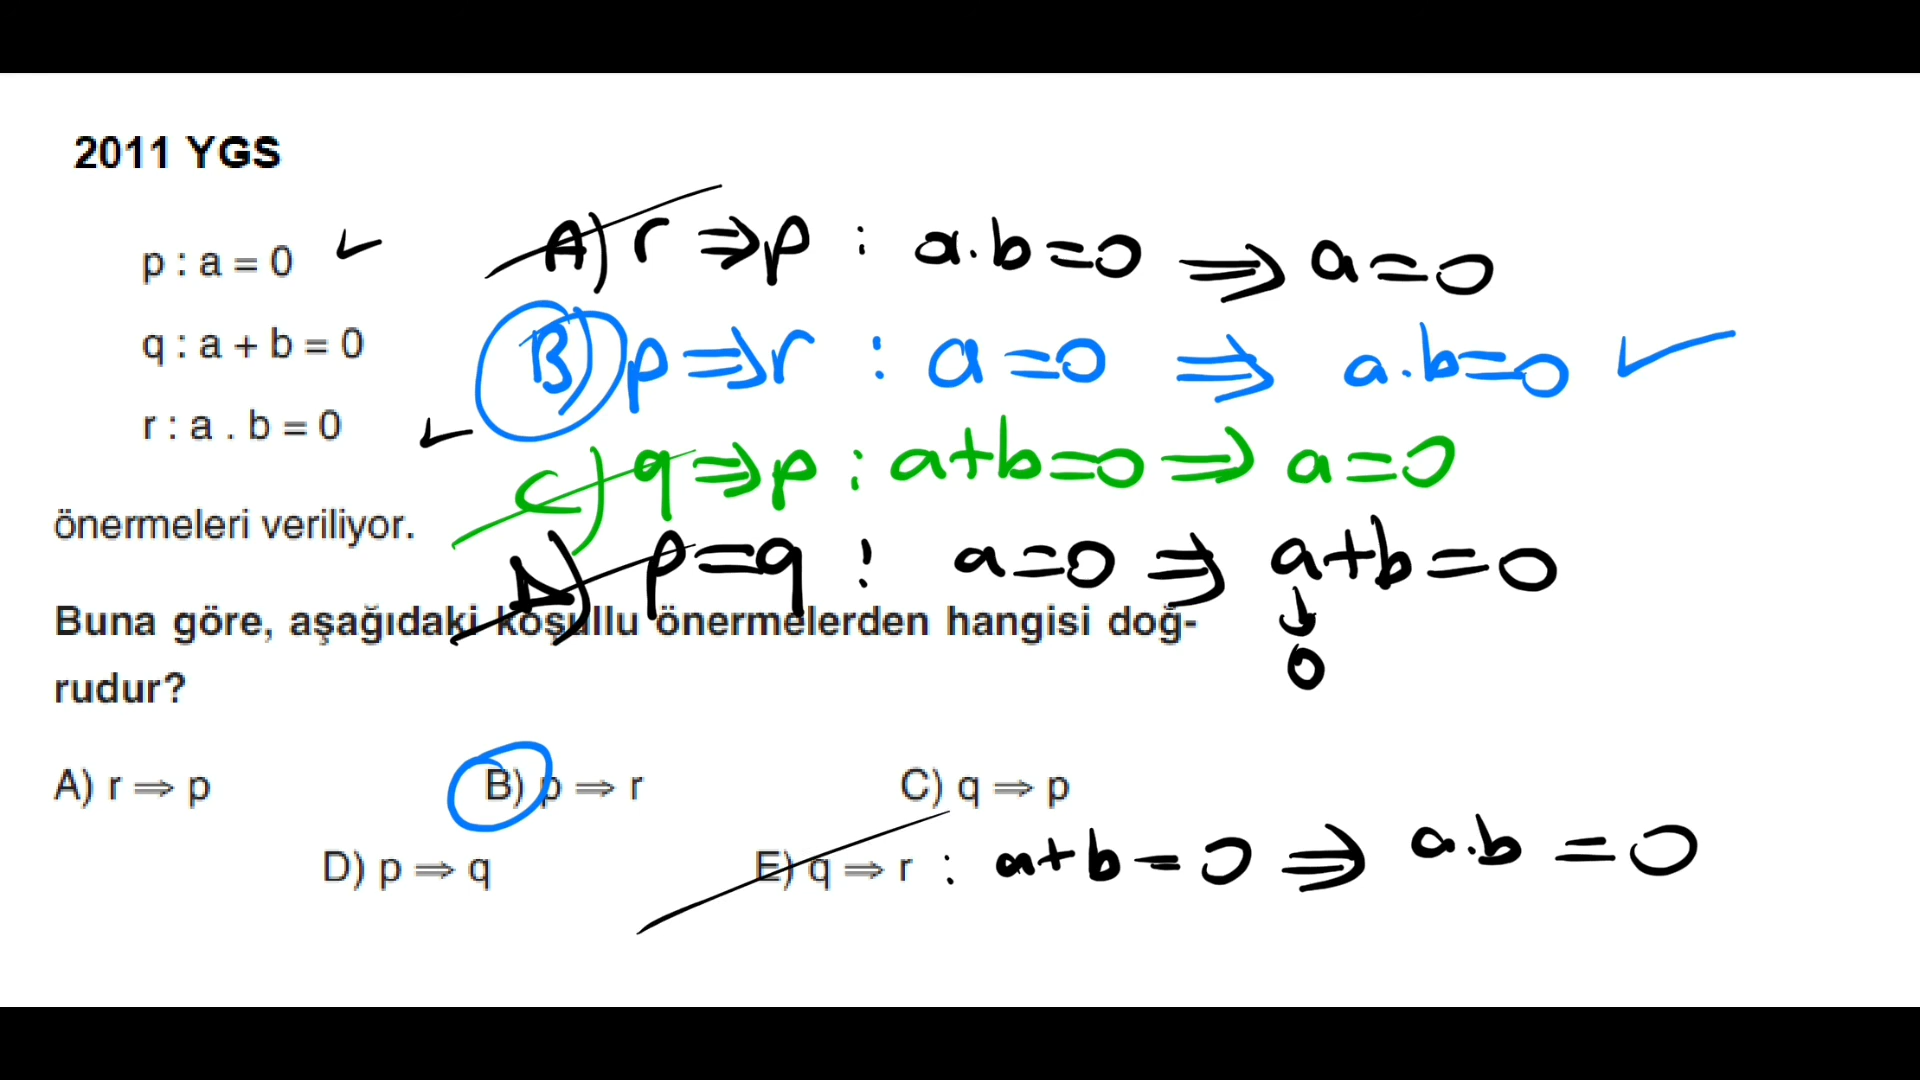 2011 YGS
p : a = 0
q : a + b = 0
r : a . b = 0
A) r ⇒ p : a.b=0 ⇒ a=0
B) p ⇒ r : a=0 ⇒ a.b=0
C) q ⇒ p : a+b=0 ⇒ a=0
D) p=q : a=0 ⇒ a+b=0
0
önermeleri veriliyor.
Buna göre, aşağıdaki koşullu önermelerden hangisi doğ-
rudur?
A) r ⇒ p B) p ⇒ r C) q ⇒ p
D) p ⇒ q E) q ⇒ r : a+b=0 ⇒ a.b=0